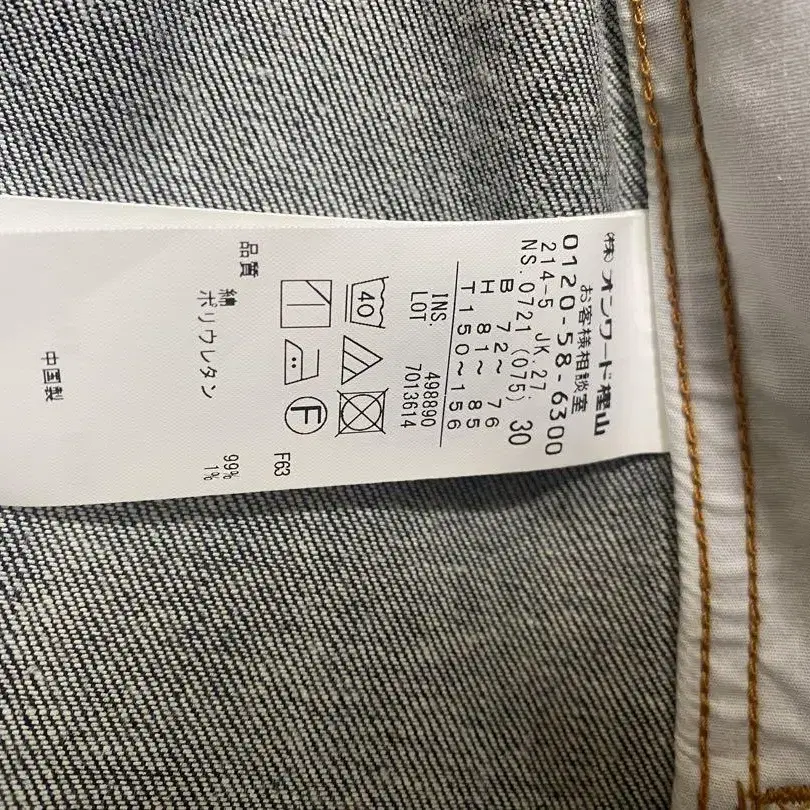 ㈱オンワード樫山
お客様相談室
0120-58-6300
214-5 JK.27
NS.0721 (075) 30
B 72~ 76
H 81~ 85
T 150~156
INS. 498890
LOT 7013614
40
F
F63
品質
綿 99%
ポリウレタン 1%
中国製